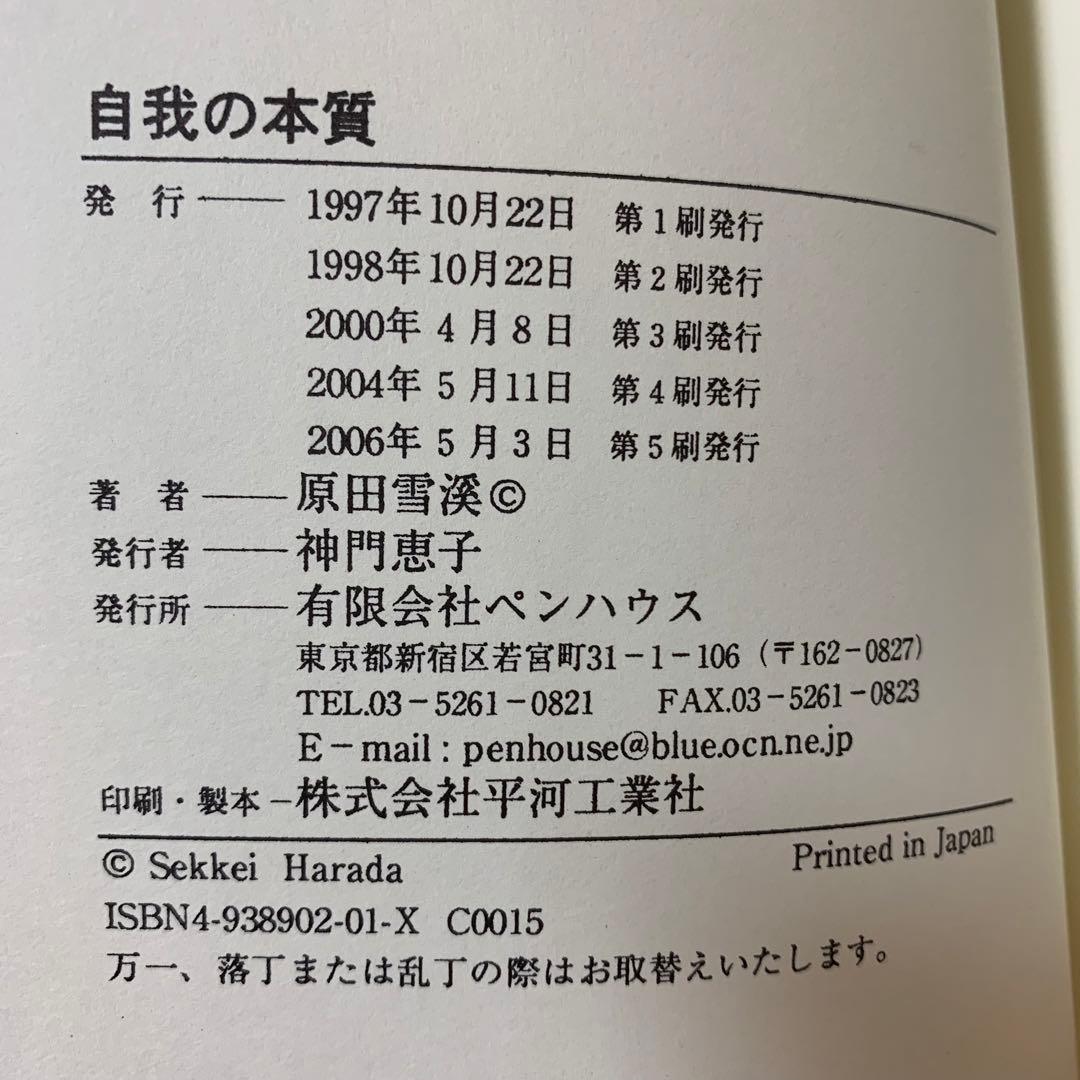 自我の本質
発 行 —— 1997年10月22日 第1刷発行
1998年10月22日 第2刷発行
2000年 4月 8日 第3刷発行
2004年 5月11日 第4刷発行
2006年 5月 3日 第5刷発行
著 者 —— 原田雪溪©
発行者 —— 神門恵子
発行所 —— 有限会社ペンハウス
東京都新宿区若宮町31-1-106（〒162-0827）
TEL.03-5261-0821 FAX.03-5261-0823
E-mail : penhouse@blue.ocn.ne.jp
印刷・製本 - 株式会社平河工業社
© Sekkei Harada Printed in Japan
ISBN4-938902-01-X C0015
万一、落丁または乱丁の際はお取替えいたします。